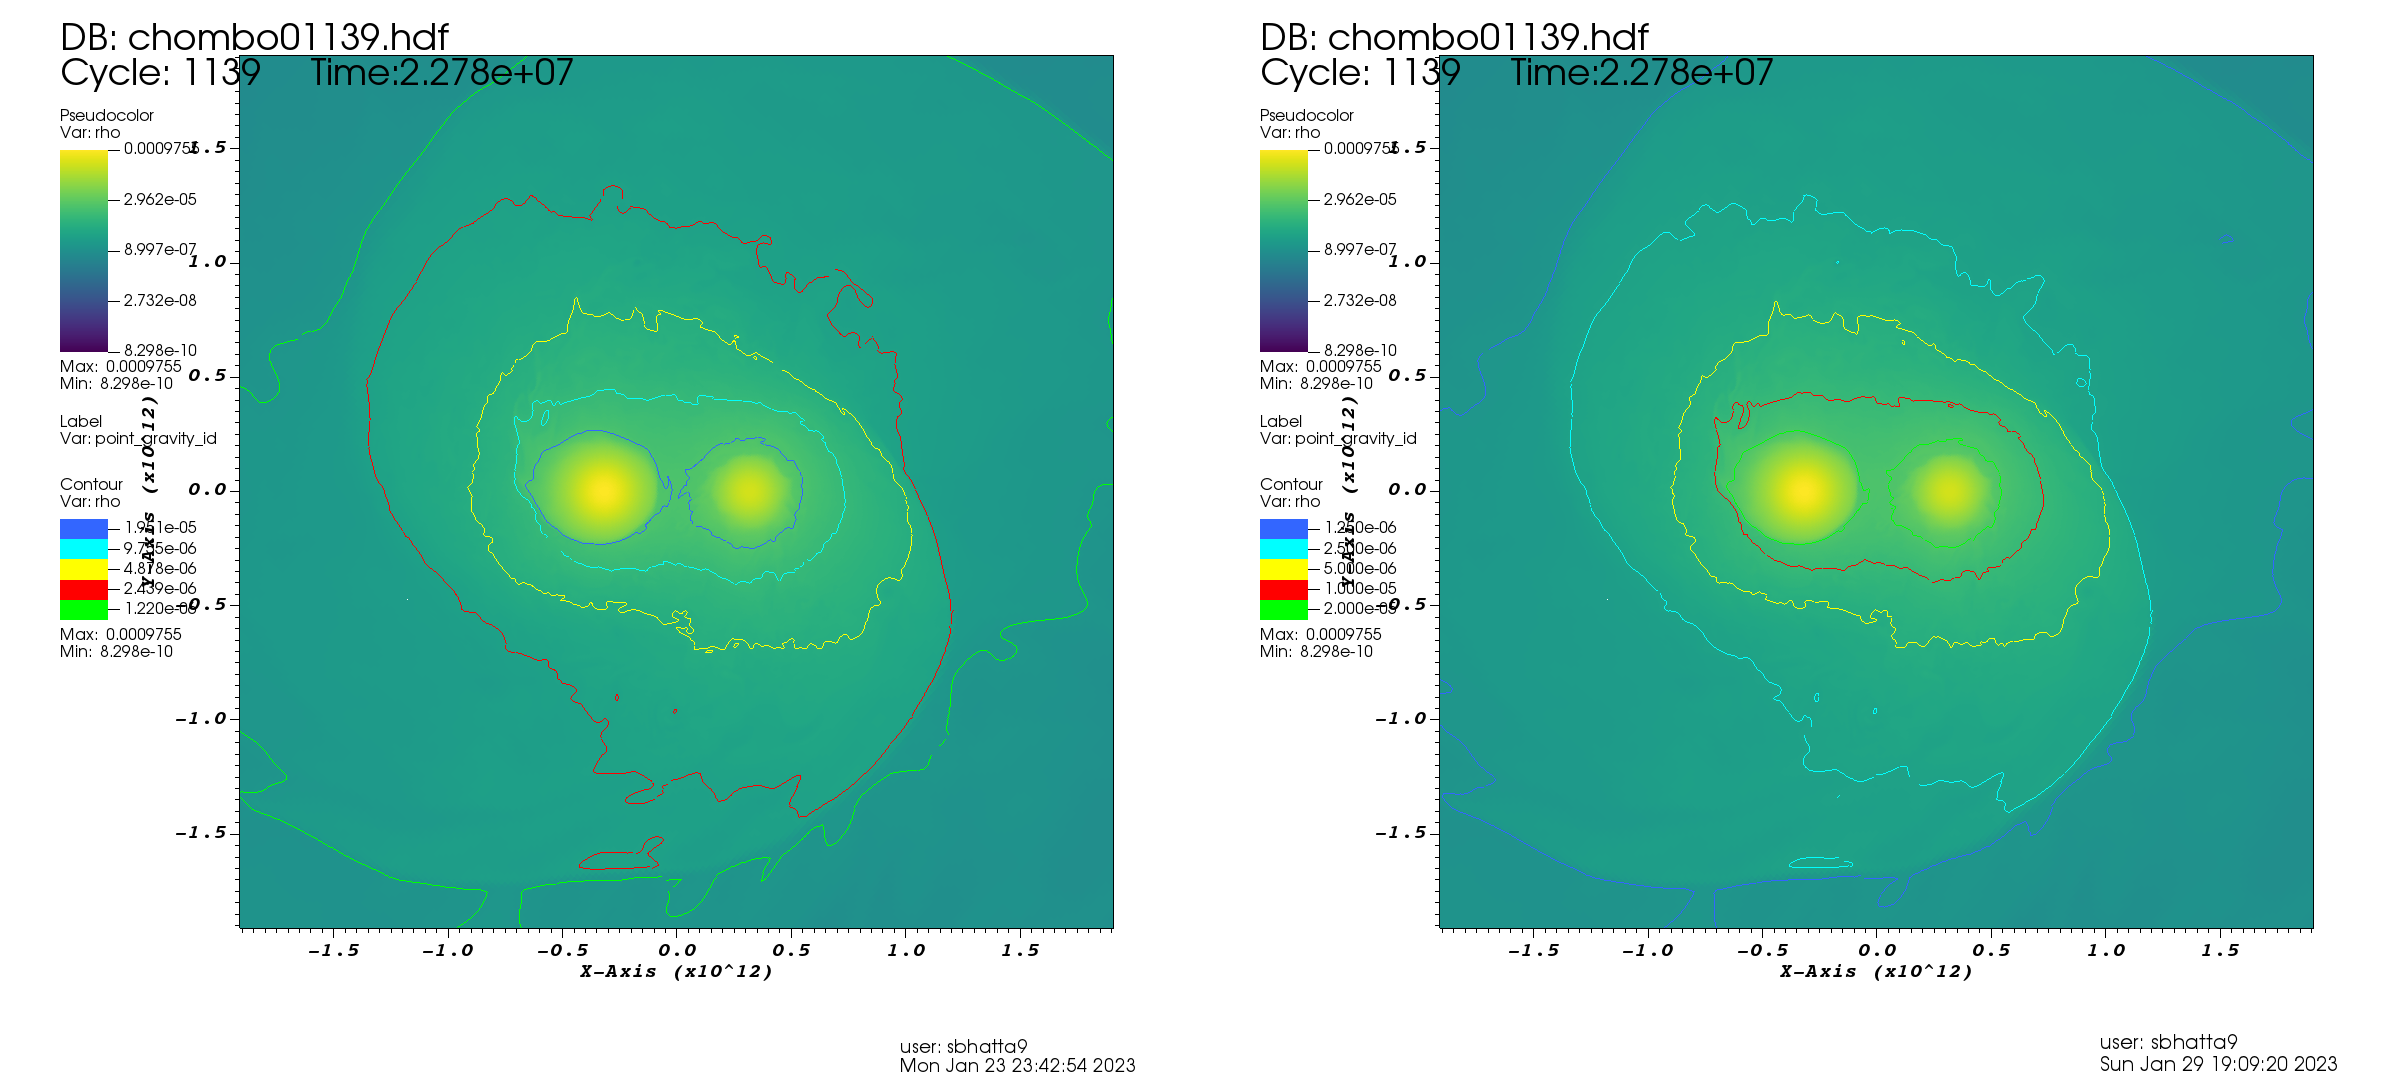 DB: chombo01139.hdf
Cycle: 1139 Time:2.278e+07
Pseudocolor
Var: rho
0.0009755
2.962e-05
8.997e-07
2.732e-08
8.298e-10
Max: 0.0009755
Min: 8.298e-10
Label
Var: point_gravity_id
Contour
Var: rho
1.951e-05
9.755e-06
4.878e-06
2.439e-06
1.220e-06
Max: 0.0009755
Min: 8.298e-10
Y-Axis (x10^12)
1.5
1.0
0.5
0.0
-0.5
-1.0
-1.5
-1.5 -1.0 -0.5 0.0 0.5 1.0 1.5
X-Axis (x10^12)
user: sbhatta9
Mon Jan 23 23:42:54 2023
DB: chombo01139.hdf
Cycle: 1139 Time:2.278e+07
Pseudocolor
Var: rho
0.0009755
2.962e-05
8.997e-07
2.732e-08
8.298e-10
Max: 0.0009755
Min: 8.298e-10
Label
Var: point_gravity_id
Contour
Var: rho
1.250e-06
2.500e-06
5.000e-06
1.000e-05
2.000e-05
Max: 0.0009755
Min: 8.298e-10
Y-Axis (x10^12)
1.5
1.0
0.5
0.0
-0.5
-1.0
-1.5
-1.5 -1.0 -0.5 0.0 0.5 1.0 1.5
X-Axis (x10^12)
user: sbhatta9
Sun Jan 29 19:09:20 2023